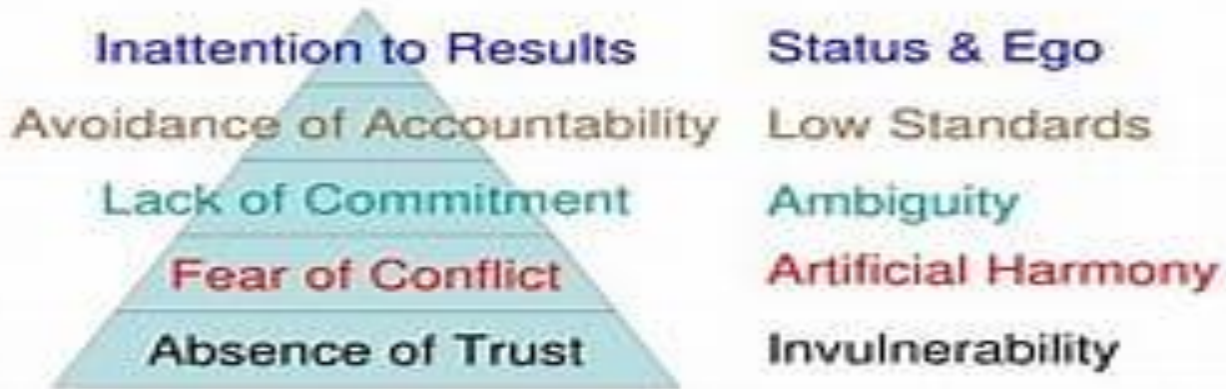 Inattention to Results Status & Ego
Avoidance of Accountability Low Standards
Lack of Commitment Ambiguity
Fear of Conflict Artificial Harmony
Absence of Trust Invulnerability